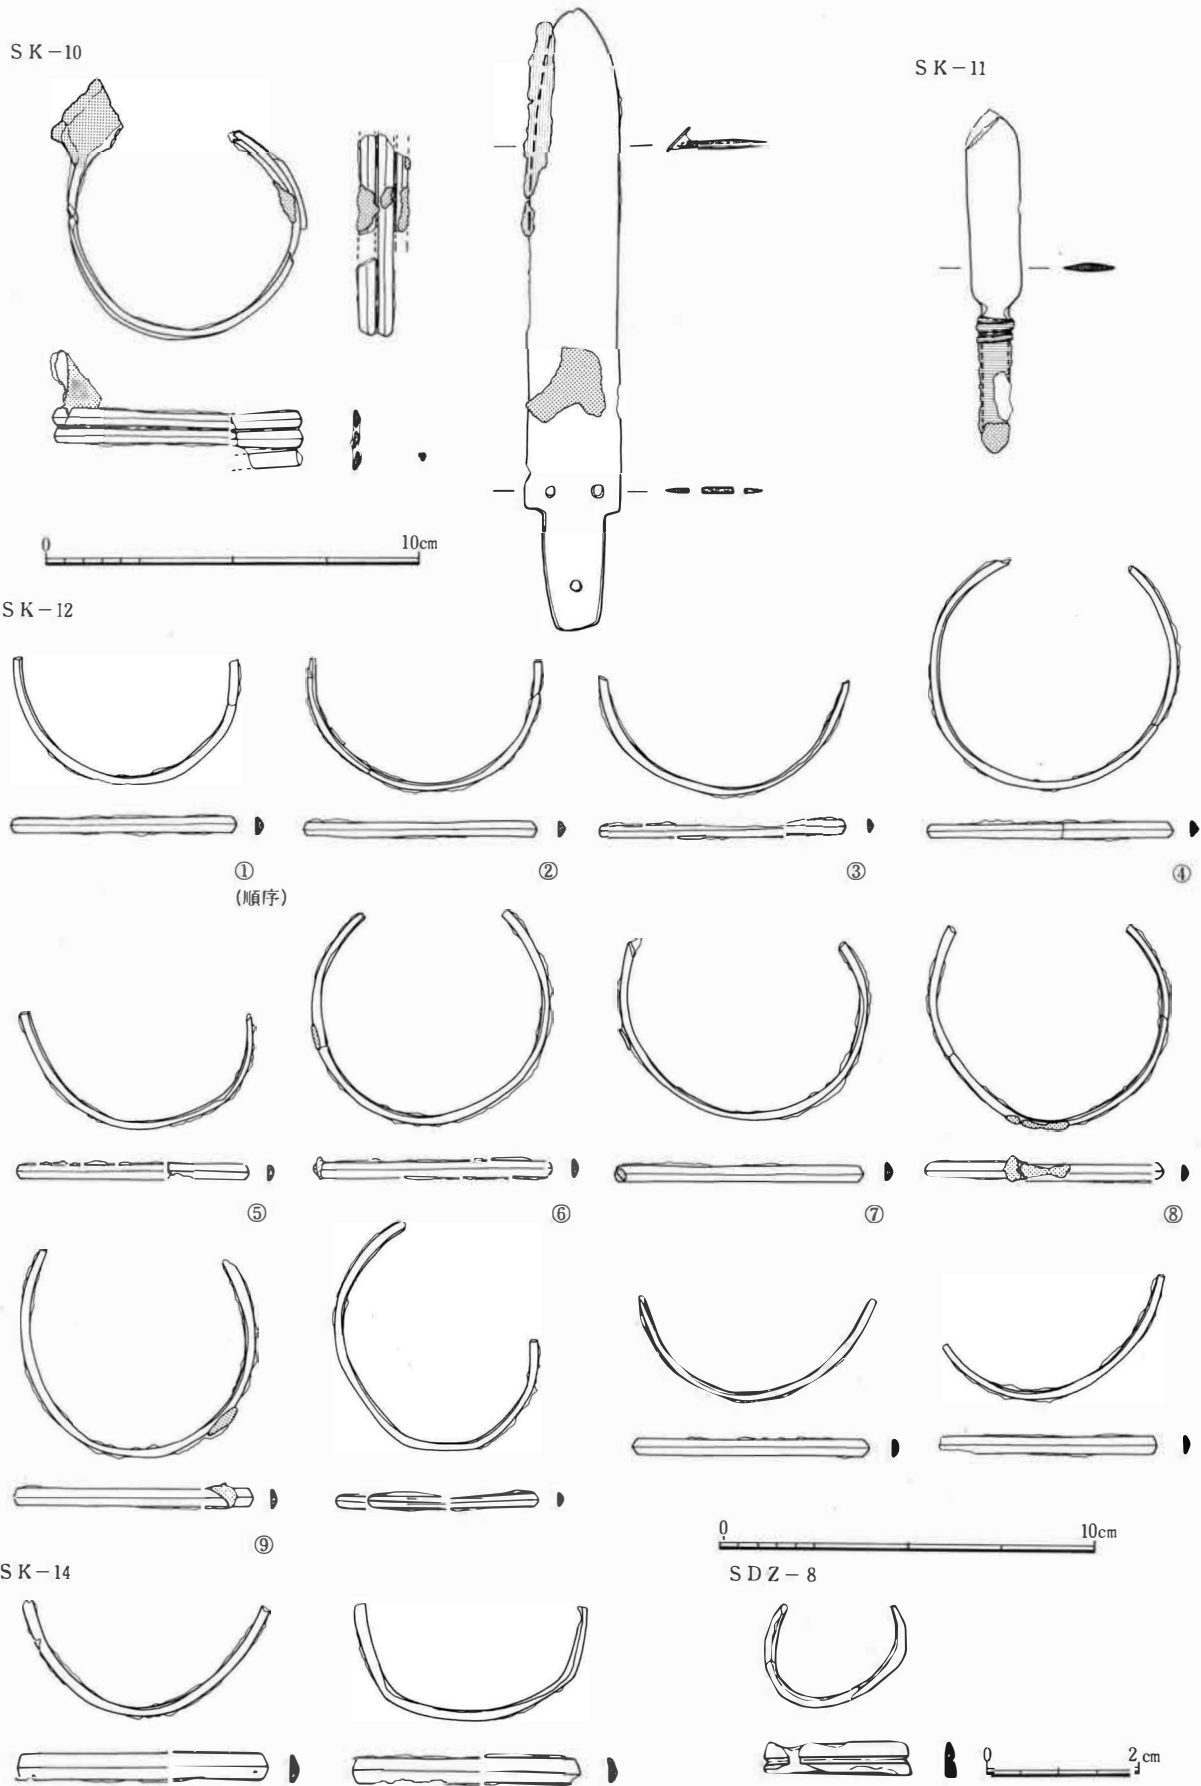 SK-10
SK-11
0 10cm
SK-12
① ② ③ ④
(順序)
⑤ ⑥ ⑦ ⑧
⑨
0 10cm
SK-14
SDZ-8
0 2cm